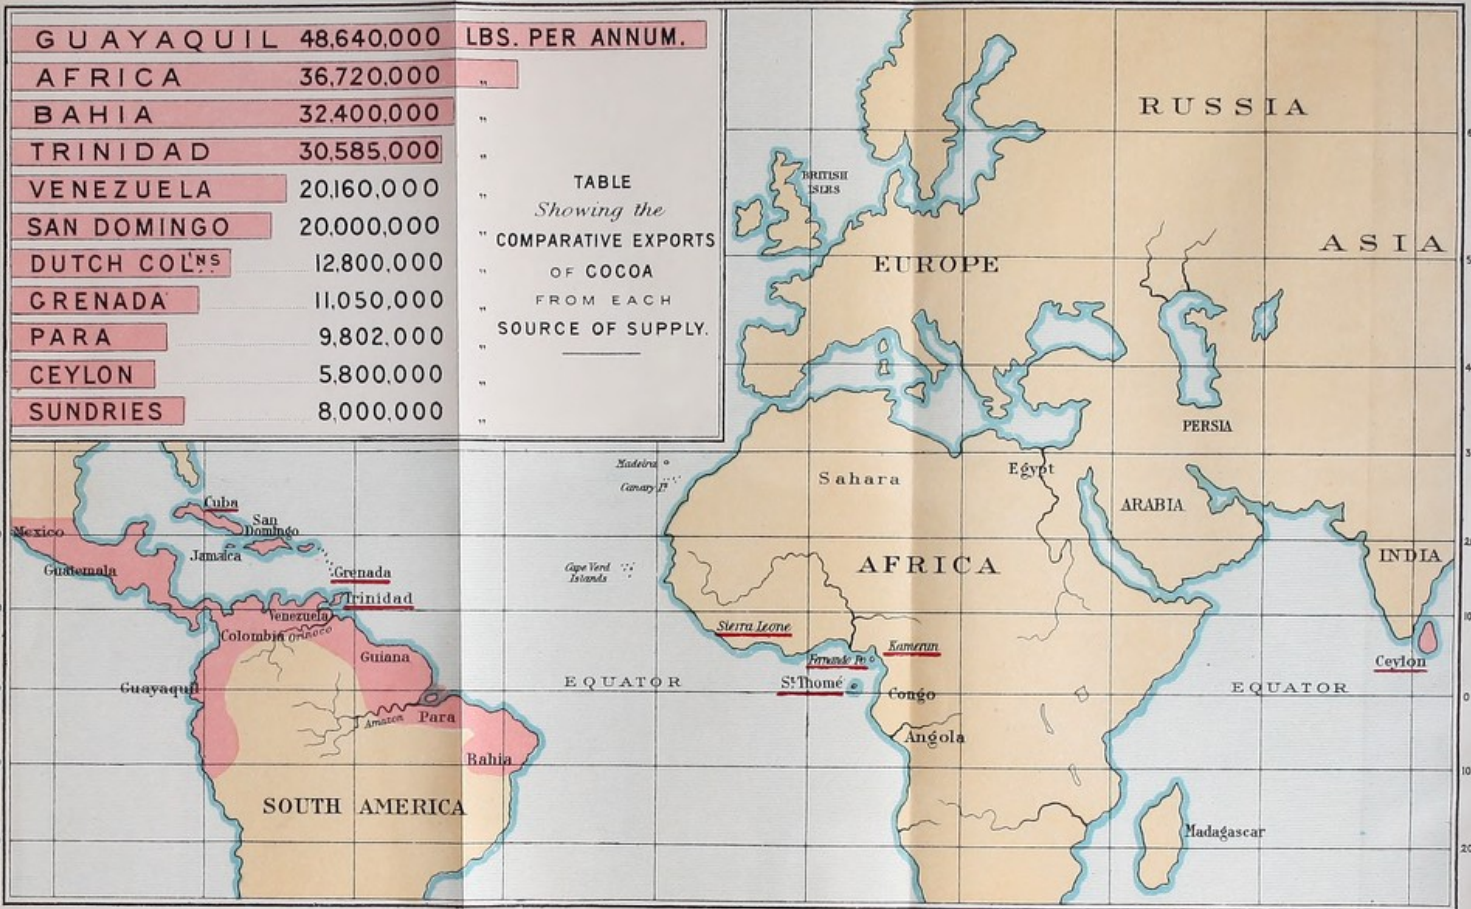 GUAYAQUIL 48,640,000 LBS. PER ANNUM.
AFRICA 36,720,000 "
BAHIA 32,400,000 "
TRINIDAD 30,585,000 "
VENEZUELA 20,160,000 "
SAN DOMINGO 20,000,000 "
DUTCH COL'NS 12,800,000 "
GRENADA 11,050,000 "
PARA 9,802,000 "
CEYLON 5,800,000 "
SUNDRIES 8,000,000 "
TABLE
Showing the
COMPARATIVE EXPORTS
OF COCOA
FROM EACH
SOURCE OF SUPPLY.
RUSSIA
BRITISH
ISLES
ASIA
EUROPE
PERSIA
Madeira
Canary Is
Sahara
Egypt
ARABIA
Cuba
San
Domingo
Mexico
Jamaica
Guatemala
Grenada
Cape Verd
Islands
AFRICA
INDIA
Trinidad
Venezuela
Colombia
Orinoco
Guiana
Sierra Leone
Kamerun
Fernando Po
Ceylon
Guayaquil
EQUATOR
St. Thomé
Congo
EQUATOR
0
Amazon
Para
Angola
Bahia
10
SOUTH AMERICA
Madagascar
20